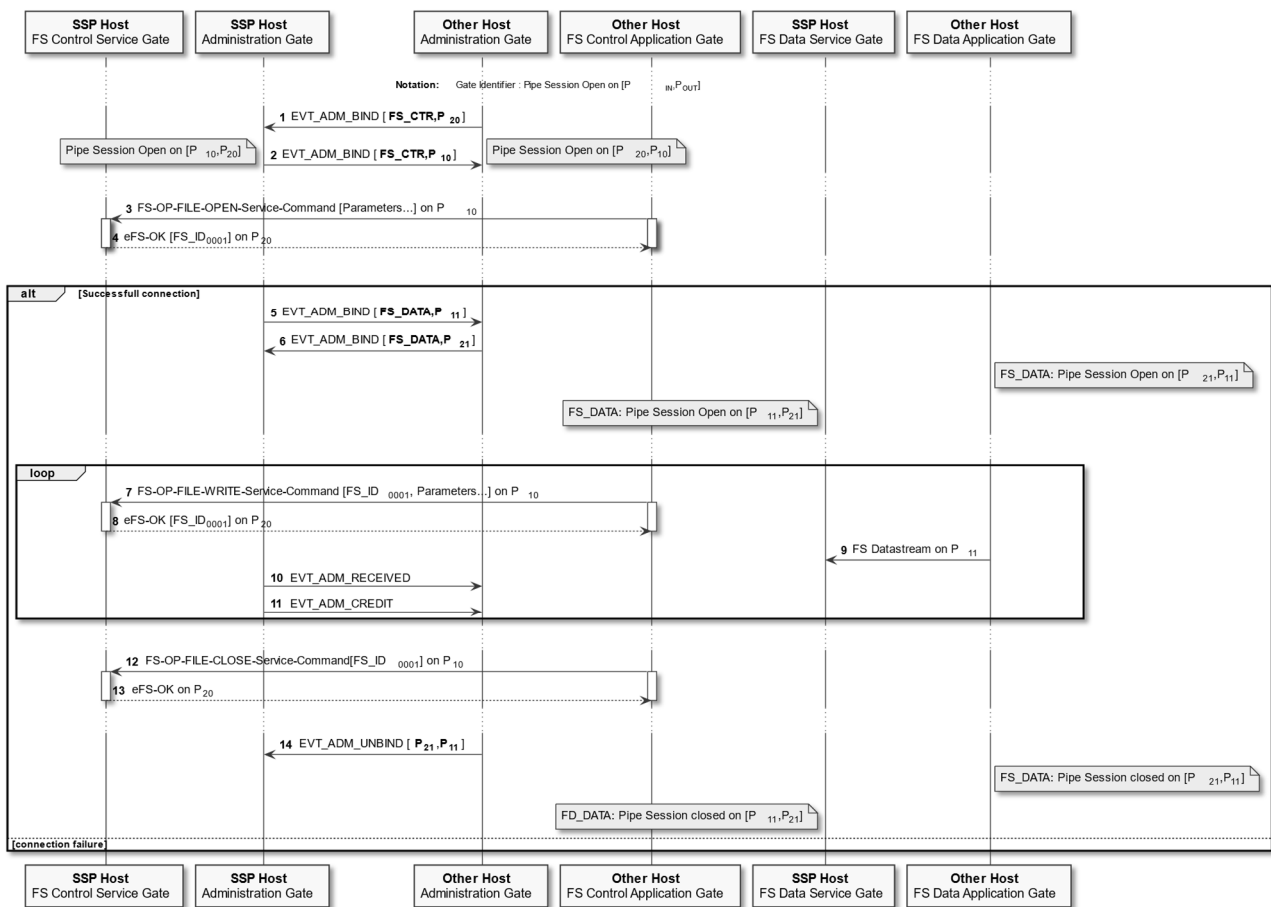 SSP Host
FS Control Service Gate
SSP Host
Administration Gate
Other Host
Administration Gate
Other Host
FS Control Application Gate
SSP Host
FS Data Service Gate
Other Host
FS Data Application Gate
Notation: Gate Identifier : Pipe Session Open on [P IN,POUT]
1 EVT_ADM_BIND [ FS_CTR,P 20]
Pipe Session Open on [P 10,P20]
2 EVT_ADM_BIND [ FS_CTR,P 10]
Pipe Session Open on [P 20,P10]
3 FS-OP-FILE-OPEN-Service-Command [Parameters...] on P 10
4 eFS-OK [FS_ID0001] on P20
alt [Successfull connection]
5 EVT_ADM_BIND [ FS_DATA,P 11]
6 EVT_ADM_BIND [ FS_DATA,P 21]
FS_DATA: Pipe Session Open on [P 21,P11]
FS_DATA: Pipe Session Open on [P 11,P21]
loop
7 FS-OP-FILE-WRITE-Service-Command [FS_ID 0001, Parameters...] on P 10
8 eFS-OK [FS_ID0001] on P20
9 FS Datastream on P 11
10 EVT_ADM_RECEIVED
11 EVT_ADM_CREDIT
12 FS-OP-FILE-CLOSE-Service-Command[FS_ID 0001] on P10
13 eFS-OK on P20
14 EVT_ADM_UNBIND [ P21,P11]
FS_DATA: Pipe Session closed on [P 21,P11]
FD_DATA: Pipe Session closed on [P 11,P21]
[connection failure]
SSP Host
FS Control Service Gate
SSP Host
Administration Gate
Other Host
Administration Gate
Other Host
FS Control Application Gate
SSP Host
FS Data Service Gate
Other Host
FS Data Application Gate